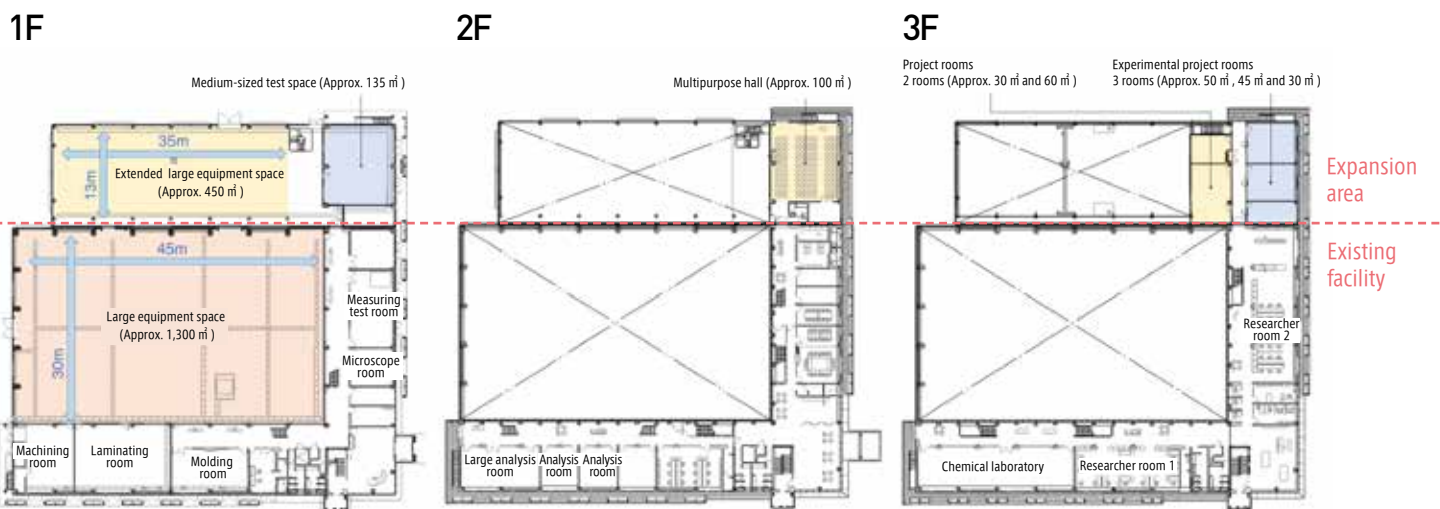 1F
Medium-sized test space (Approx. 135 ㎡ )
35m
13m
Extended large equipment space
(Approx. 450 ㎡ )
45m
30m
Large equipment space
(Approx. 1,300 ㎡ )
Measuring
test room
Microscope
room
Machining
room
Laminating
room
Molding
room
2F
Multipurpose hall (Approx. 100 ㎡ )
Large analysis
room
Analysis
room
Analysis
room
3F
Project rooms
2 rooms (Approx. 30 ㎡ and 60 ㎡ )
Experimental project rooms
3 rooms (Approx. 50 ㎡ , 45 ㎡ and 30 ㎡ )
Researcher
room 2
Chemical laboratory
Researcher room 1
Expansion
area
Existing
facility